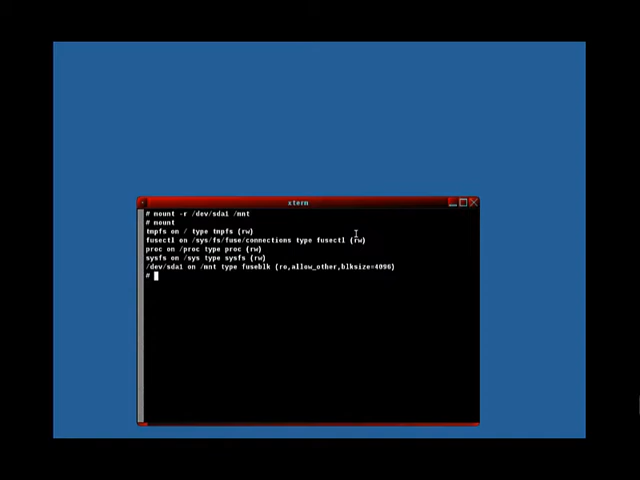 xterm
# mount -r /dev/sda1 /mnt
# mount
tmpfs on / type tmpfs (rw)
fusectl on /sys/fs/fuse/connections type fusectl (rw)
proc on /proc type proc (rw)
sysfs on /sys type sysfs (rw)
/dev/sda1 on /mnt type fuseblk (ro,allow_other,blksize=4096)
#